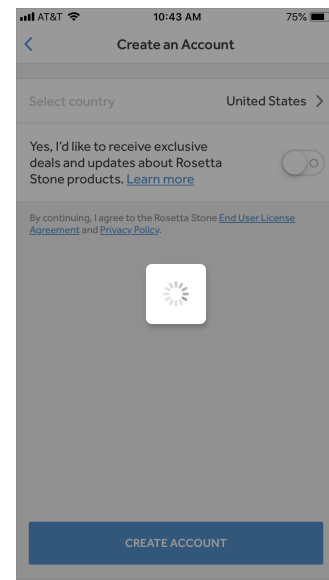 AT&T 10:43 AM 75%
Create an Account
Select country United States
Yes, I'd like to receive exclusive
deals and updates about Rosetta
Stone products. Learn more
By continuing, I agree to the Rosetta Stone End User License
Agreement and Privacy Policy.
CREATE ACCOUNT